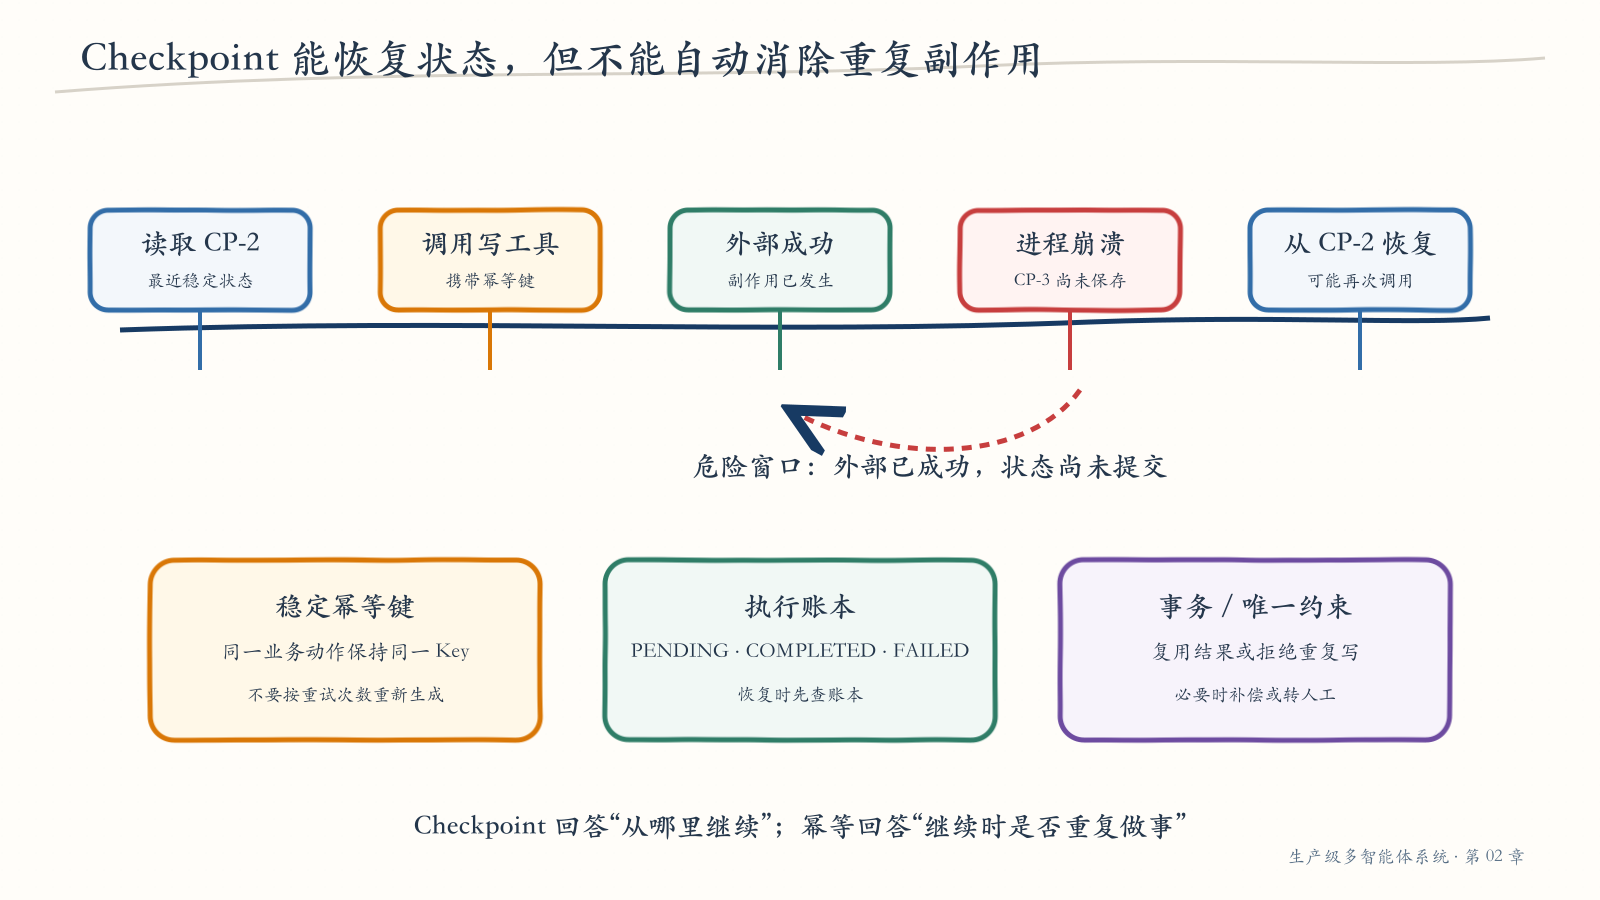 Checkpoint 能恢复状态，但不能自动消除重复副作用
读取 CP-2
最近稳定状态
调用写工具
携带幂等键
外部成功
副作用已发生
进程崩溃
CP-3 尚未保存
从 CP-2 恢复
可能再次调用
危险窗口：外部已成功，状态尚未提交
稳定幂等键
同一业务动作保持同一 Key
不要按重试次数重新生成
执行账本
PENDING · COMPLETED · FAILED
恢复时先查账本
事务 / 唯一约束
复用结果或拒绝重复写
必要时补偿或转人工
Checkpoint 回答“从哪里继续”；幂等回答“继续时是否重复做事”
生产级多智能体系统 · 第 02 章